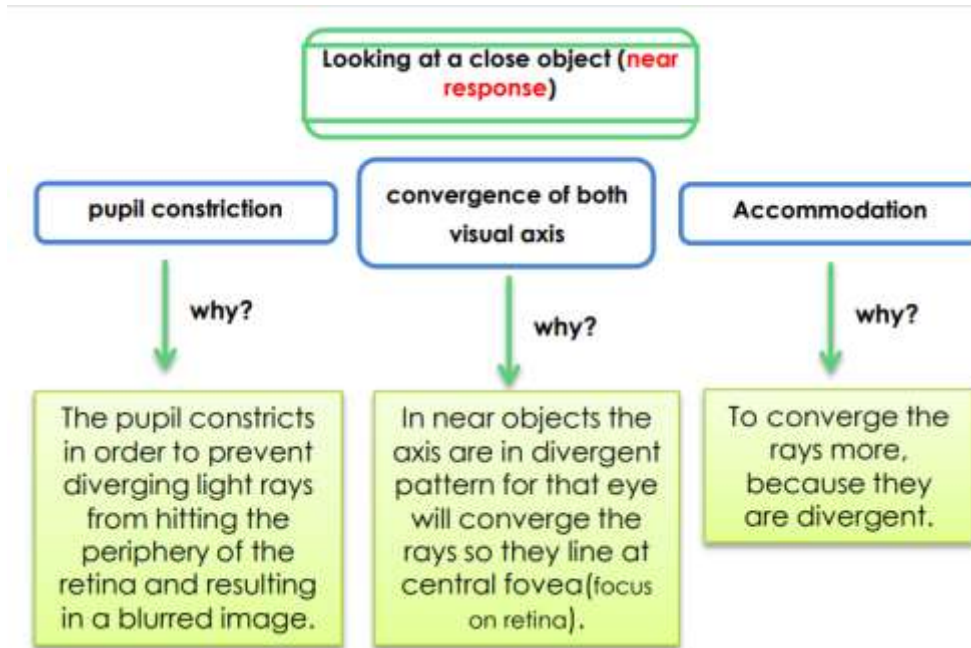 Looking at a close object (near
response)
pupil constriction
convergence of both
visual axis
Accommodation
why?
why?
why?
The pupil constricts
in order to prevent
diverging light rays
from hitting the
periphery of the
retina and resulting
in a blurred image.
In near objects the
axis are in divergent
pattern for that eye
will converge the
rays so they line at
central fovea(focus
on retina).
To converge the
rays more,
because they
are divergent.